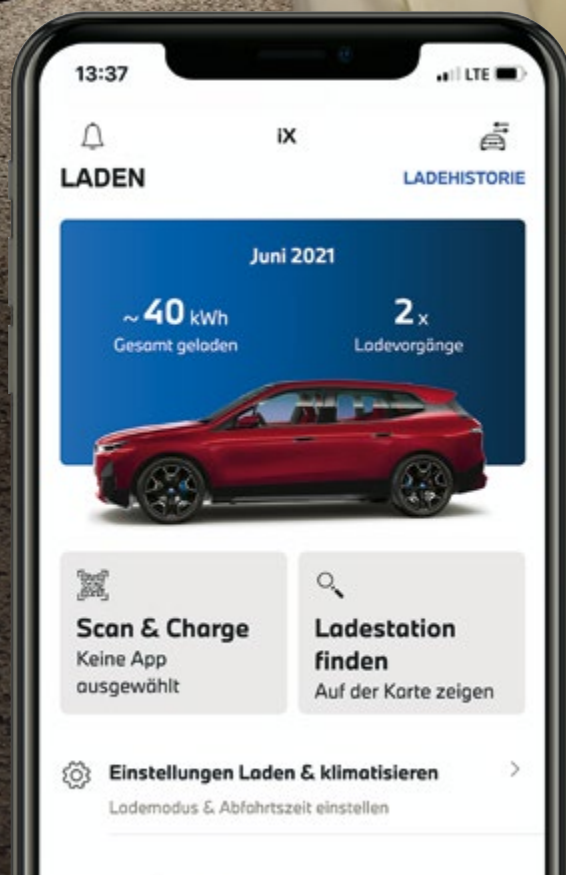 13:37 LTE
iX
LADEN LADEHISTORIE
Juni 2021
~ 40 kWh 2 x
Gesamt geladen Ladevorgänge
Scan & Charge
Keine App
ausgewählt
Ladestation
finden
Auf der Karte zeigen
Einstellungen Laden & klimatisieren
Lademodus & Abfahrtszeit einstellen